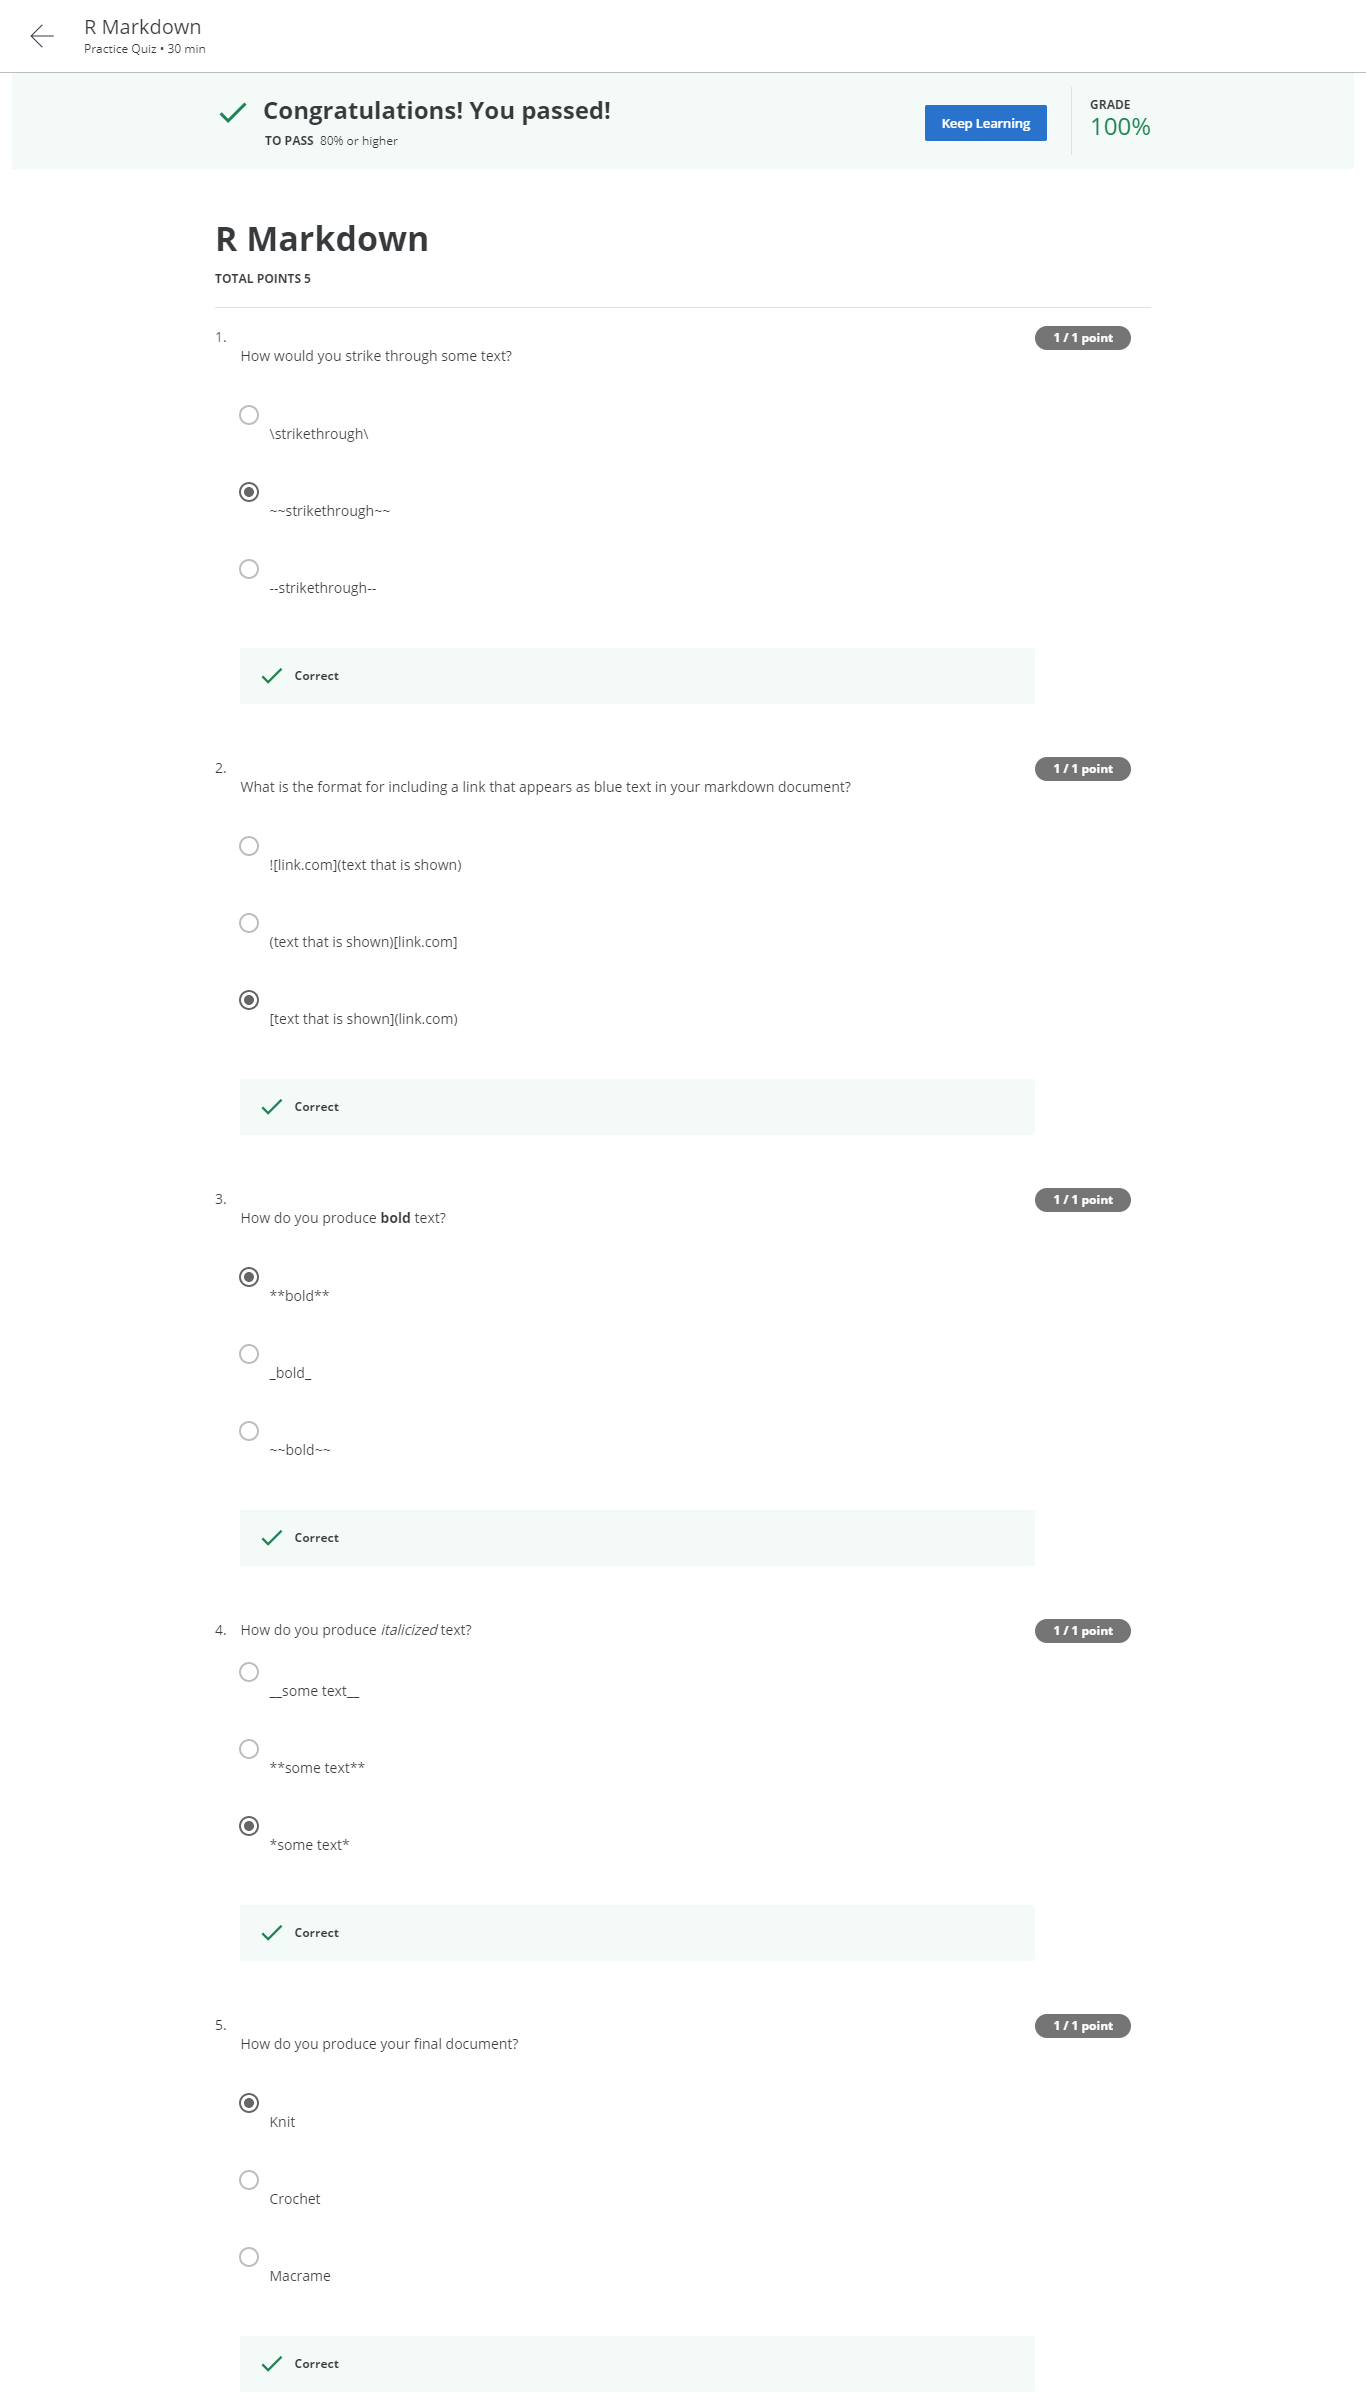 R Markdown
Practice Quiz • 30 min
Congratulations! You passed!
TO PASS 80% or higher
Keep Learning
GRADE
100%
R Markdown
TOTAL POINTS 5
1.
1 / 1 point
How would you strike through some text?
\strikethrough\
~~strikethrough~~
--strikethrough--
Correct
2.
1 / 1 point
What is the format for including a link that appears as blue text in your markdown document?
![link.com](text that is shown)
(text that is shown)[link.com]
[text that is shown](link.com)
Correct
3.
1 / 1 point
How do you produce bold text?
**bold**
_bold_
~~bold~~
Correct
4. How do you produce italicized text?
1 / 1 point
__some text__
**some text**
*some text*
Correct
5.
1 / 1 point
How do you produce your final document?
Knit
Crochet
Macrame
Correct